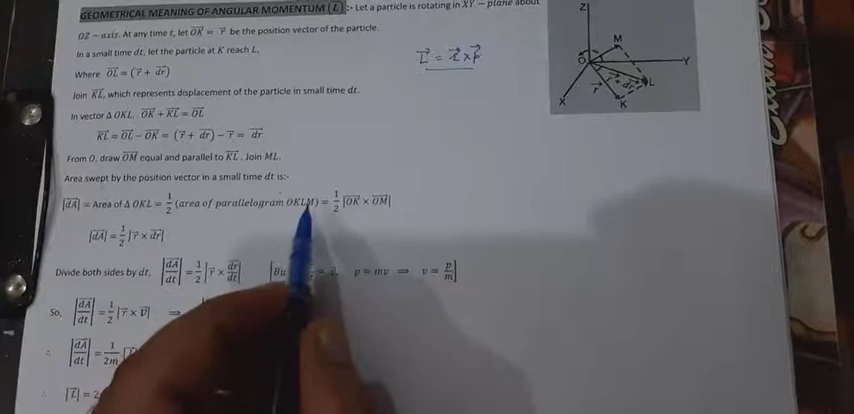 GEOMETRICAL MEANING OF ANGULAR MOMENTUM (L⃗) :- Let a particle is rotating in XY − plane about
OZ − axis. At any time t, let OK⃗ = r⃗ be the position vector of the particle.
In a small time dt, let the particle at K reach L.
L⃗ = r⃗ × p⃗
Where OL⃗ = (r⃗ + dr⃗)
Join KL⃗, which represents displacement of the particle in small time dt.
In vector Δ OKL, OK⃗ + KL⃗ = OL⃗
KL⃗ = OL⃗ − OK⃗ = (r⃗ + dr⃗) − r⃗ = dr⃗
From O, draw OM⃗ equal and parallel to KL⃗. Join ML.
Area swept by the position vector in a small time dt is:-
|dA⃗| = Area of Δ OKL = 1/2 (area of parallelogram OKLM) = 1/2 |OK⃗ × OM⃗|
|dA⃗| = 1/2 |r⃗ × dr⃗|
Divide both sides by dt, |dA⃗/dt| = 1/2 |r⃗ × dr⃗/dt| [Bu = v⃗, p = mv ⟹ v = p/m]
So, |dA⃗/dt| = 1/2 |r⃗ × v⃗| ⟹
∴ |dA⃗/dt| = 1/2m
∴ |L⃗| = 2
Z
M
O
Y
L
r⃗ + dr⃗
r⃗
X
K